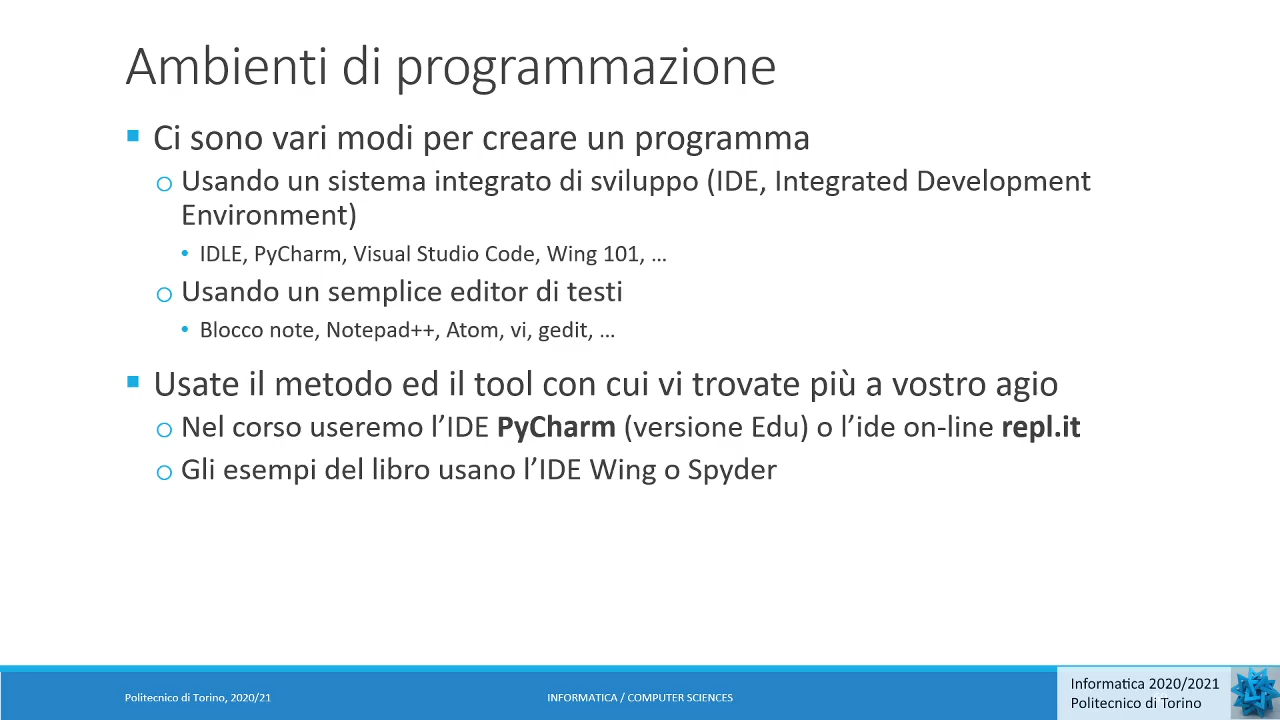 Ambienti di programmazione
Ci sono vari modi per creare un programma
Usando un sistema integrato di sviluppo (IDE, Integrated Development
Environment)
IDLE, PyCharm, Visual Studio Code, Wing 101, …
Usando un semplice editor di testi
Blocco note, Notepad++, Atom, vi, gedit, …
Usate il metodo ed il tool con cui vi trovate più a vostro agio
Nel corso useremo l’IDE PyCharm (versione Edu) o l’ide on-line repl.it
Gli esempi del libro usano l’IDE Wing o Spyder
Politecnico di Torino, 2020/21
INFORMATICA / COMPUTER SCIENCES
Informatica 2020/2021
Politecnico di Torino